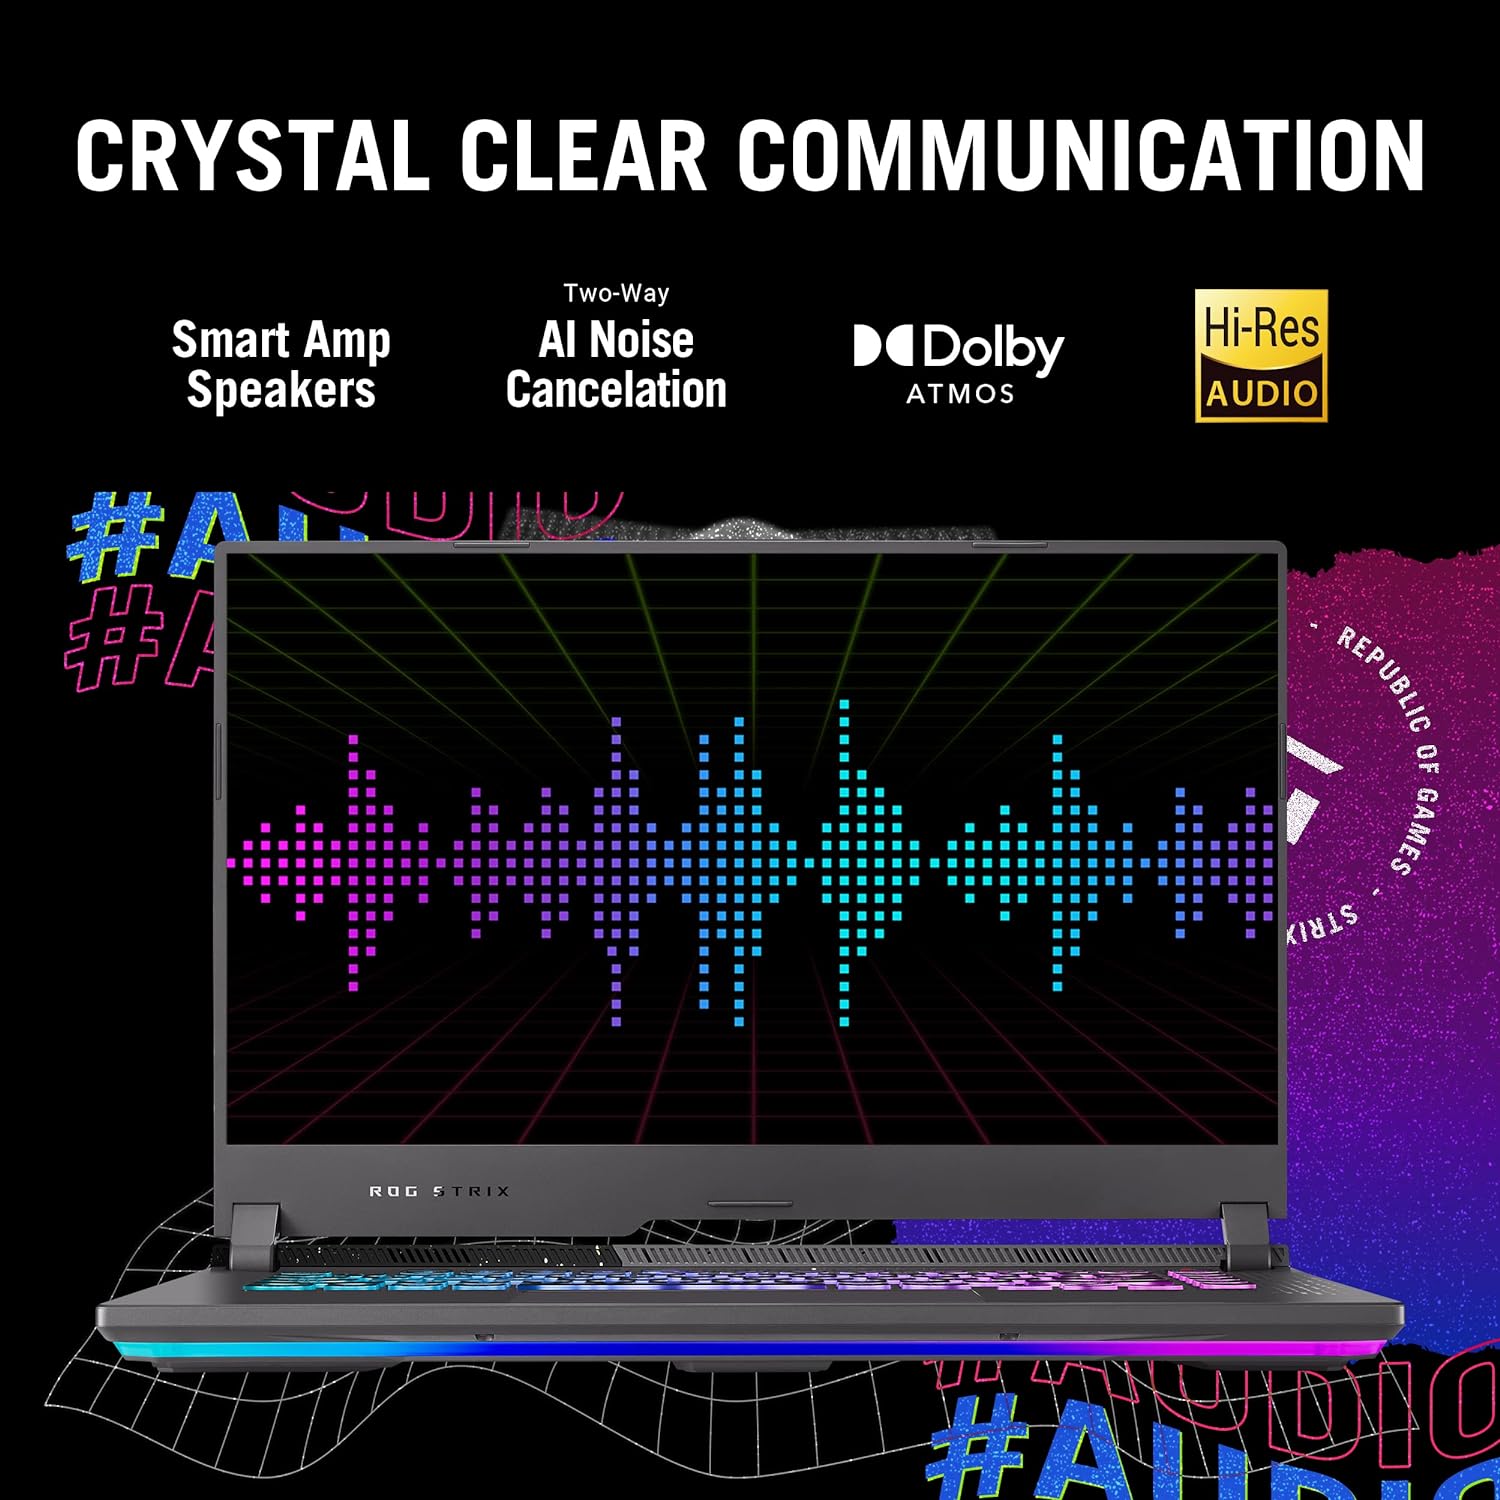 CRYSTAL CLEAR COMMUNICATION
Smart Amp
Speakers
Two-Way
AI Noise
Cancelation
Dolby
ATMOS
Hi-Res
AUDIO
- REPUBLIC OF GAMES - STRIX
ROG STRIX
#AUDIO
#AUDIO